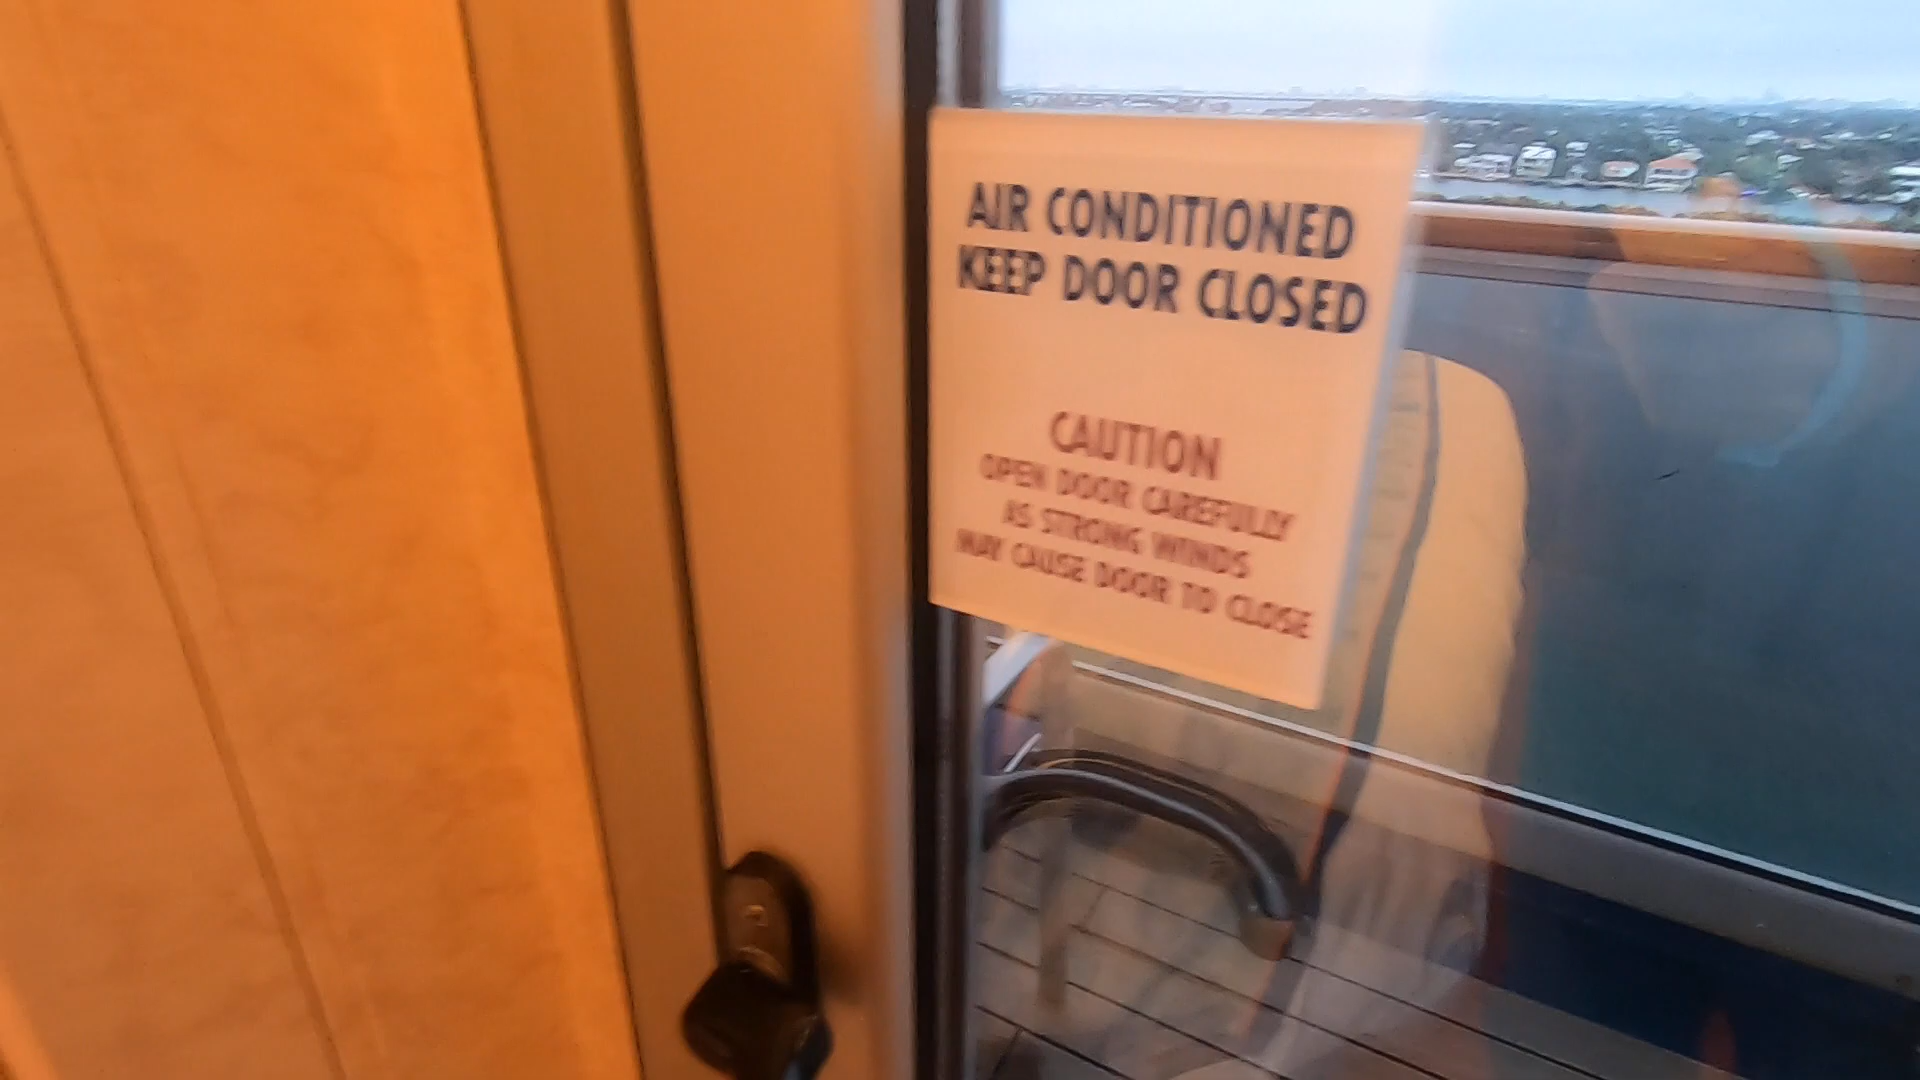 AIR CONDITIONED
KEEP DOOR CLOSED
CAUTION
OPEN DOOR CAREFULLY
AS STRONG WINDS
MAY CAUSE DOOR TO CLOSE